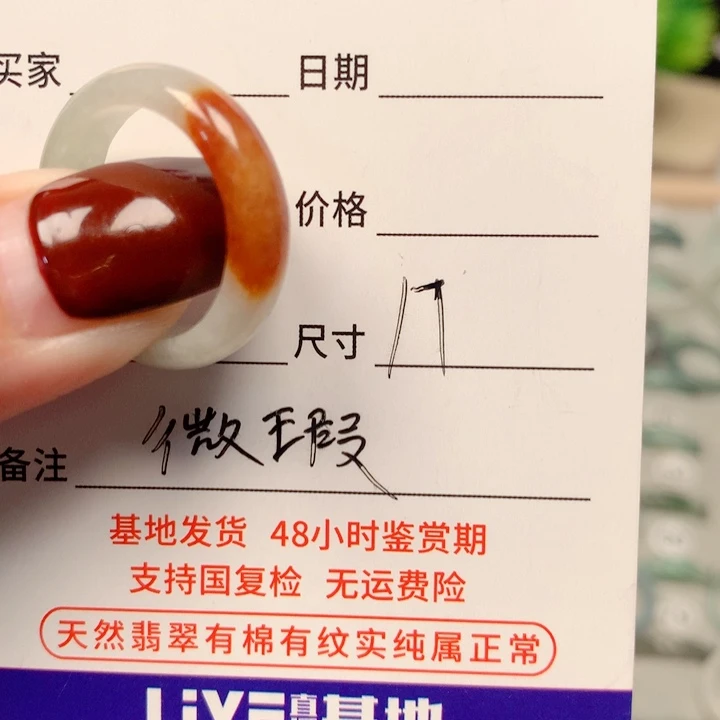 买家 日期
价格
尺寸 17
备注 微瑕
基地发货 48小时鉴赏期
支持国复检 无运费险
天然翡翠有棉有纹实纯属正常
基地